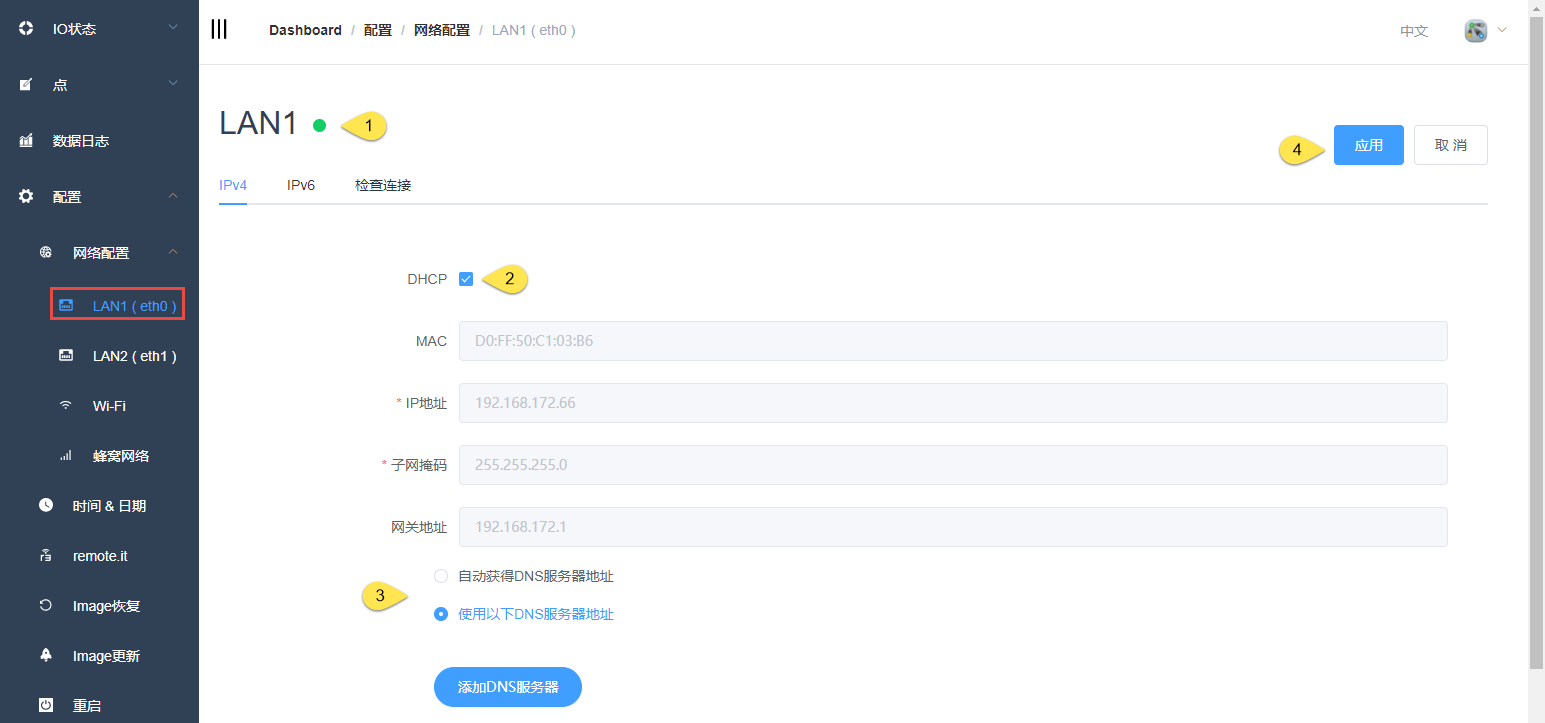 IO状态
点
数据日志
配置
网络配置
LAN1 ( eth0 )
LAN2 ( eth1 )
Wi-Fi
蜂窝网络
时间 & 日期
remote.it
Image恢复
Image更新
重启
Dashboard / 配置 / 网络配置 / LAN1 ( eth0 )
中文
LAN1
1
4
应用
取 消
IPv4 IPv6 检查连接
DHCP
2
MAC D0:FF:50:C1:03:B6
* IP地址 192.168.172.66
* 子网掩码 255.255.255.0
网关地址 192.168.172.1
自动获得DNS服务器地址
3
使用以下DNS服务器地址
添加DNS服务器